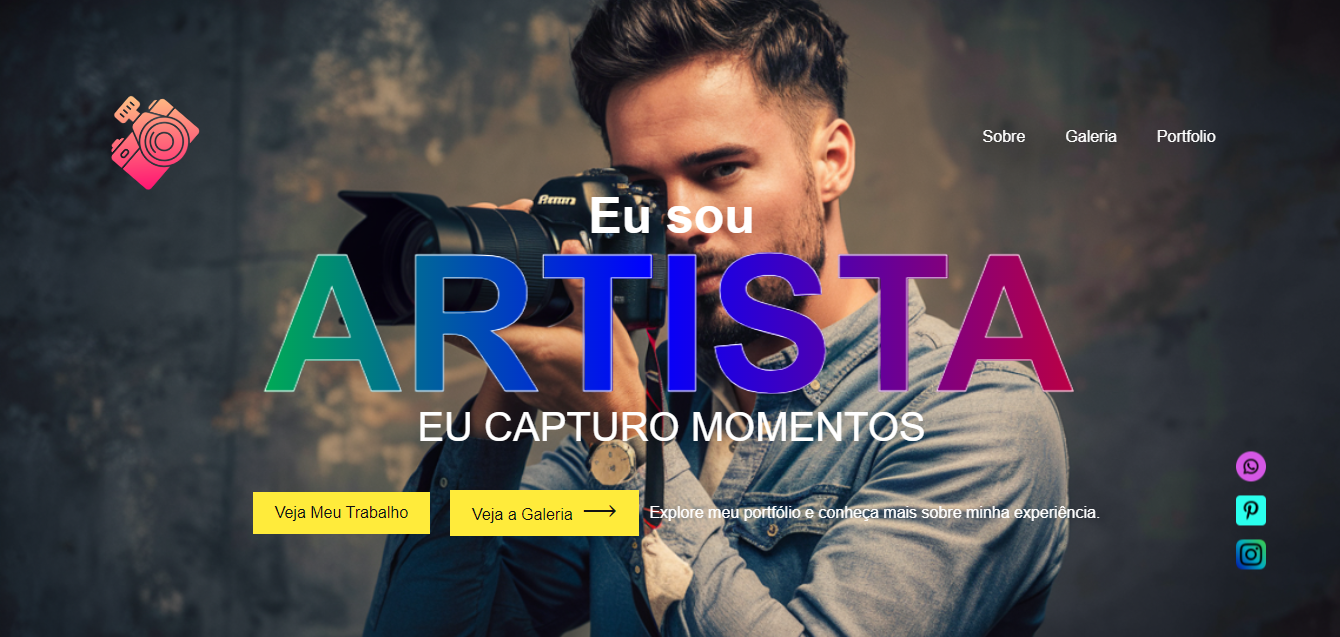 Sobre Galeria Portfolio
Eu sou
ARTISTA
EU CAPTURO MOMENTOS
Veja Meu Trabalho
Veja a Galeria
Explore meu portfólio e conheça mais sobre minha experiência.